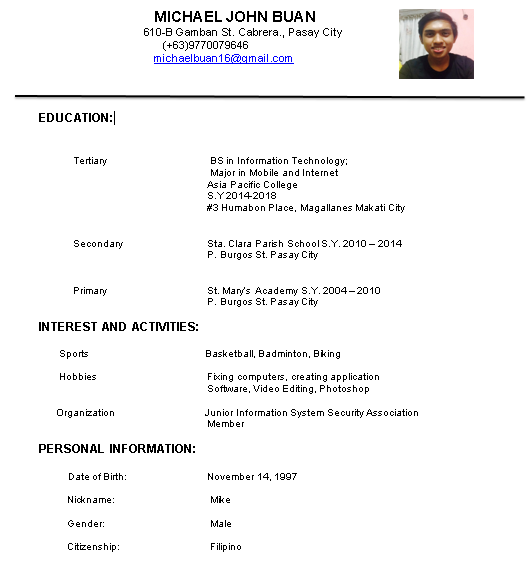 MICHAEL JOHN BUAN
610-B Gamban St. Cabrera., Pasay City
(+63)9770079646
michaelbuan16@gmail.com
EDUCATION:
Tertiary BS in Information Technology;
Major in Mobile and Internet
Asia Pacific College
S.Y 2014-2018
#3 Humabon Place, Magallanes Makati City
Secondary Sta. Clara Parish School S.Y. 2010 – 2014
P. Burgos St. Pasay City
Primary St. Mary's Academy S.Y. 2004 – 2010
P. Burgos St. Pasay City
INTEREST AND ACTIVITIES:
Sports Basketball, Badminton, Biking
Hobbies Fixing computers, creating application
Software, Video Editing, Photoshop
Organization Junior Information System Security Association
Member
PERSONAL INFORMATION:
Date of Birth: November 14, 1997
Nickname: Mike
Gender: Male
Citizenship: Filipino